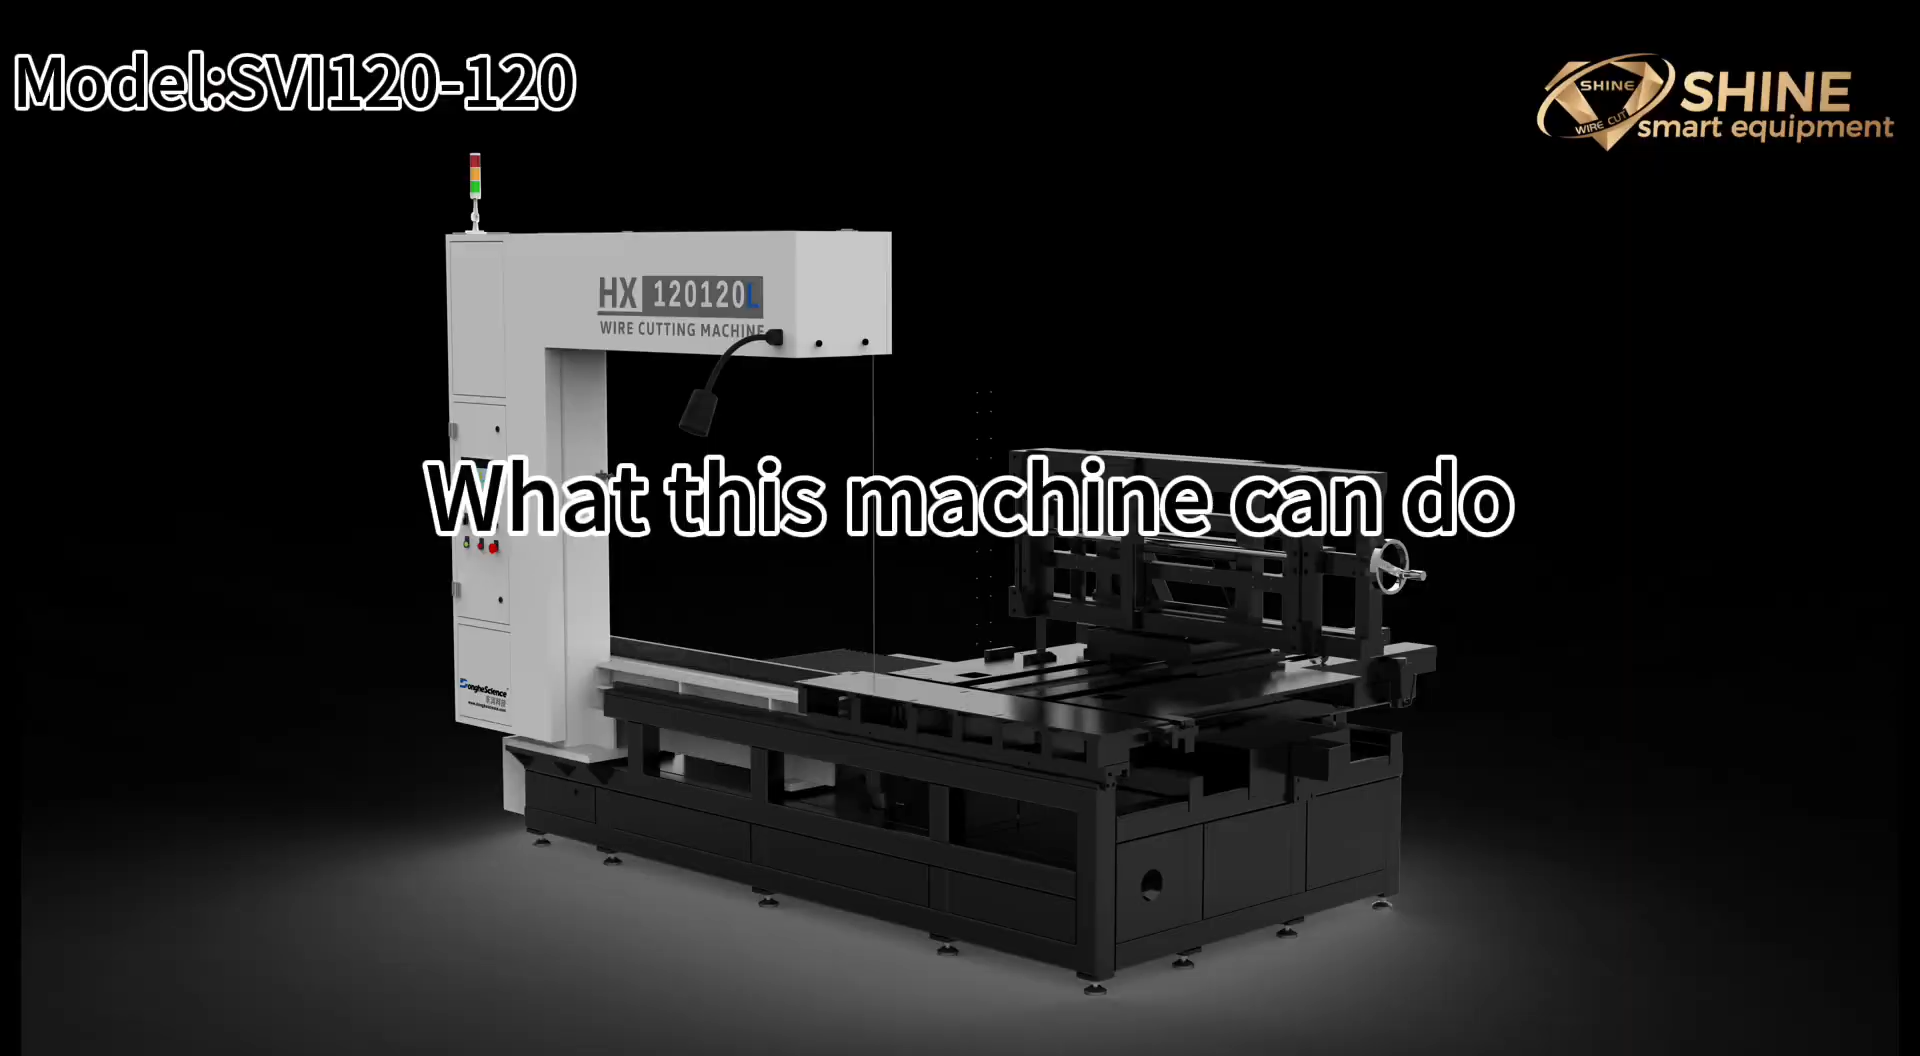 Model:SVI120-120
SHINE
WIRE CUT
SHINE
smart equipment
HX 120120L
WIRE CUTTING MACHINE
What this machine can do
DongheScience